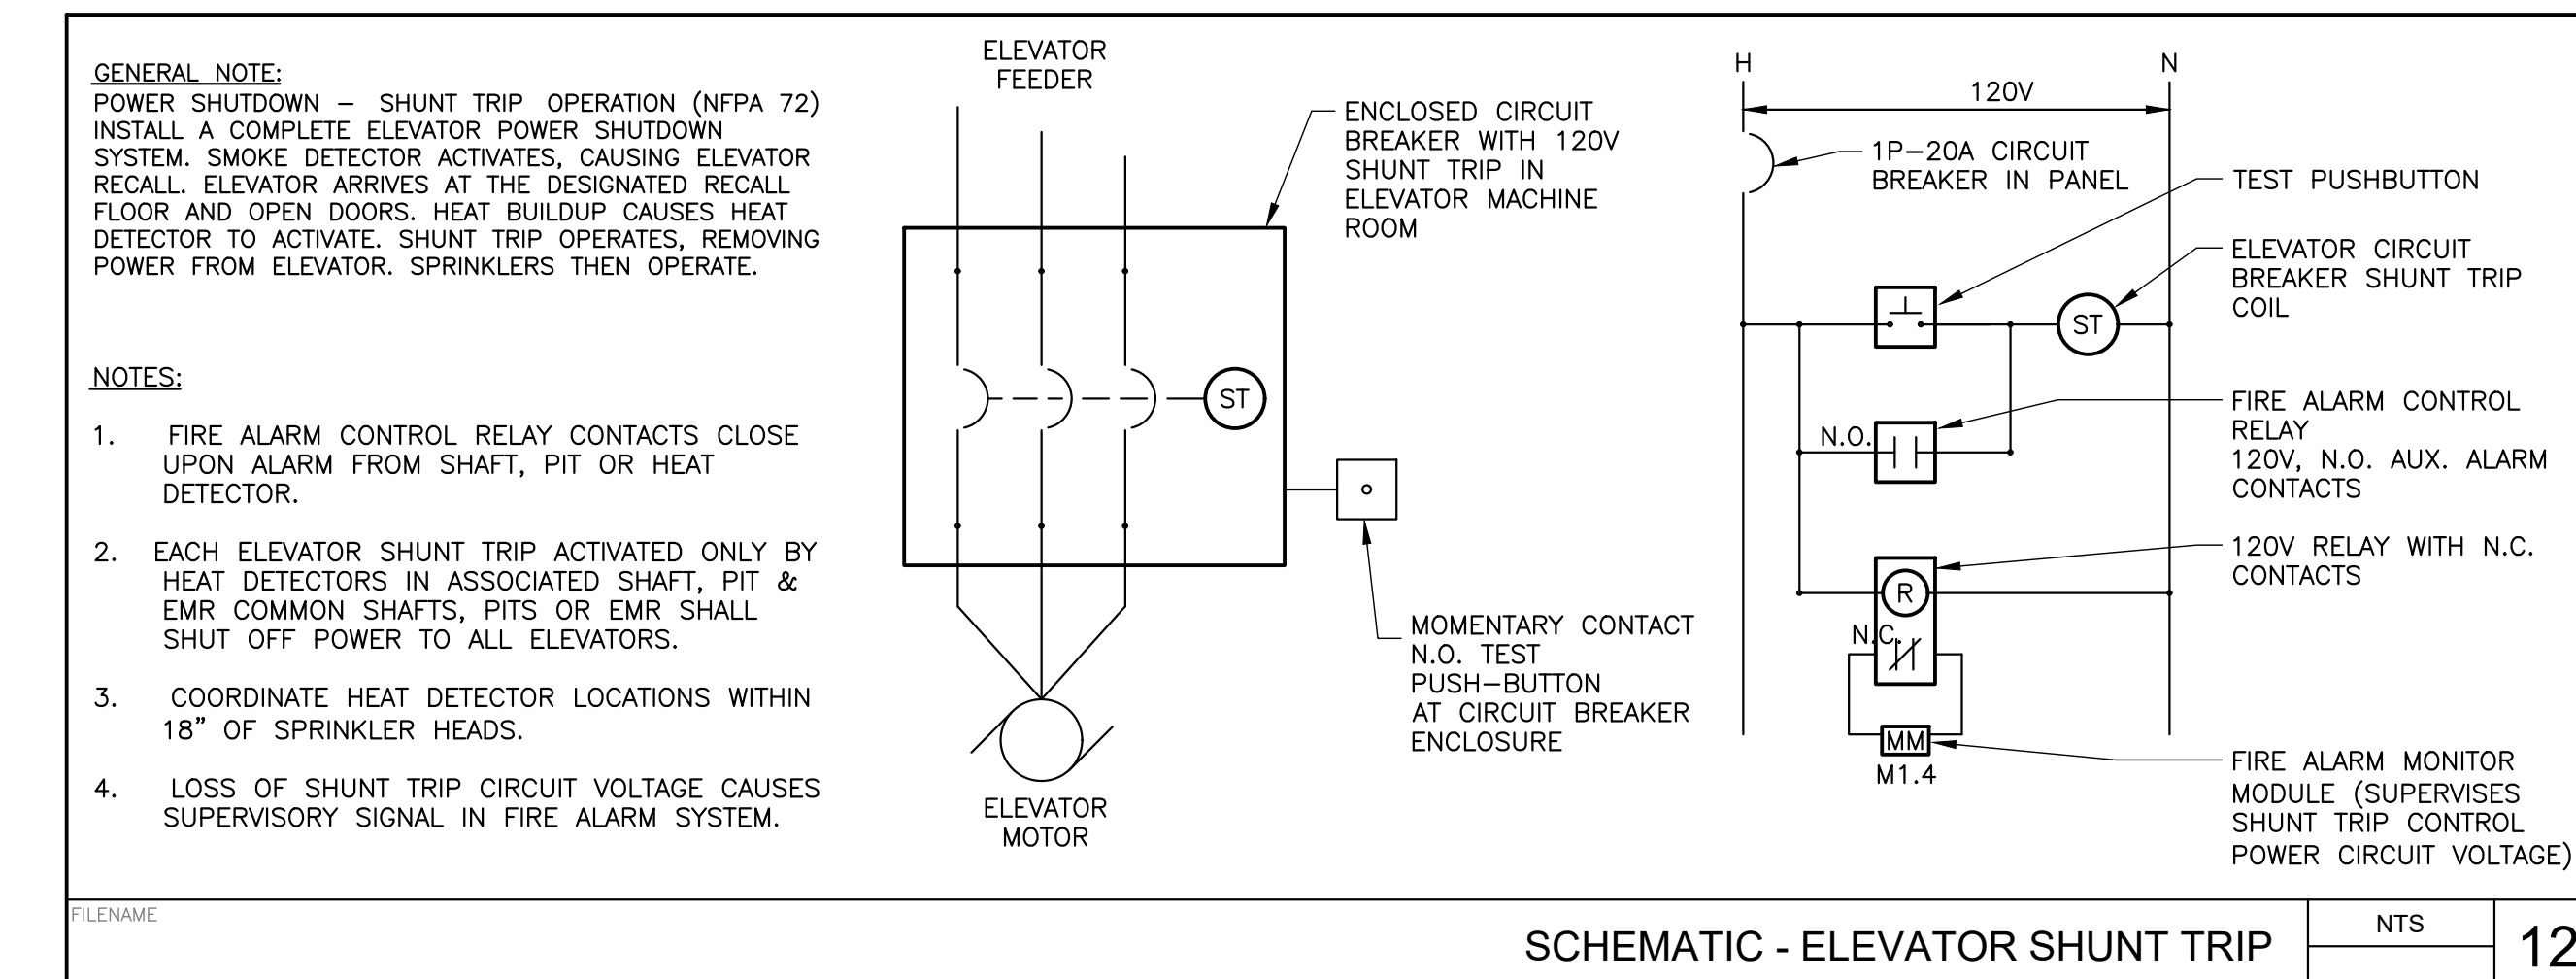 GENERAL NOTE:
POWER SHUTDOWN – SHUNT TRIP OPERATION (NFPA 72)
INSTALL A COMPLETE ELEVATOR POWER SHUTDOWN
SYSTEM. SMOKE DETECTOR ACTIVATES, CAUSING ELEVATOR
RECALL. ELEVATOR ARRIVES AT THE DESIGNATED RECALL
FLOOR AND OPEN DOORS. HEAT BUILDUP CAUSES HEAT
DETECTOR TO ACTIVATE. SHUNT TRIP OPERATES, REMOVING
POWER FROM ELEVATOR. SPRINKLERS THEN OPERATE.
NOTES:
1. FIRE ALARM CONTROL RELAY CONTACTS CLOSE
UPON ALARM FROM SHAFT, PIT OR HEAT
DETECTOR.
2. EACH ELEVATOR SHUNT TRIP ACTIVATED ONLY BY
HEAT DETECTORS IN ASSOCIATED SHAFT, PIT &
EMR COMMON SHAFTS, PITS OR EMR SHALL
SHUT OFF POWER TO ALL ELEVATORS.
3. COORDINATE HEAT DETECTOR LOCATIONS WITHIN
18” OF SPRINKLER HEADS.
4. LOSS OF SHUNT TRIP CIRCUIT VOLTAGE CAUSES
SUPERVISORY SIGNAL IN FIRE ALARM SYSTEM.
ELEVATOR
FEEDER
ENCLOSED CIRCUIT
BREAKER WITH 120V
SHUNT TRIP IN
ELEVATOR MACHINE
ROOM
ST
MOMENTARY CONTACT
N.O. TEST
PUSH–BUTTON
AT CIRCUIT BREAKER
ENCLOSURE
ELEVATOR
MOTOR
H
N
120V
1P–20A CIRCUIT
BREAKER IN PANEL
TEST PUSHBUTTON
ELEVATOR CIRCUIT
BREAKER SHUNT TRIP
COIL
ST
FIRE ALARM CONTROL
RELAY
120V, N.O. AUX. ALARM
CONTACTS
N.O.
120V RELAY WITH N.C.
CONTACTS
R
N.C.
MM
M1.4
FIRE ALARM MONITOR
MODULE (SUPERVISES
SHUNT TRIP CONTROL
POWER CIRCUIT VOLTAGE)
FILENAME
SCHEMATIC - ELEVATOR SHUNT TRIP
NTS
12